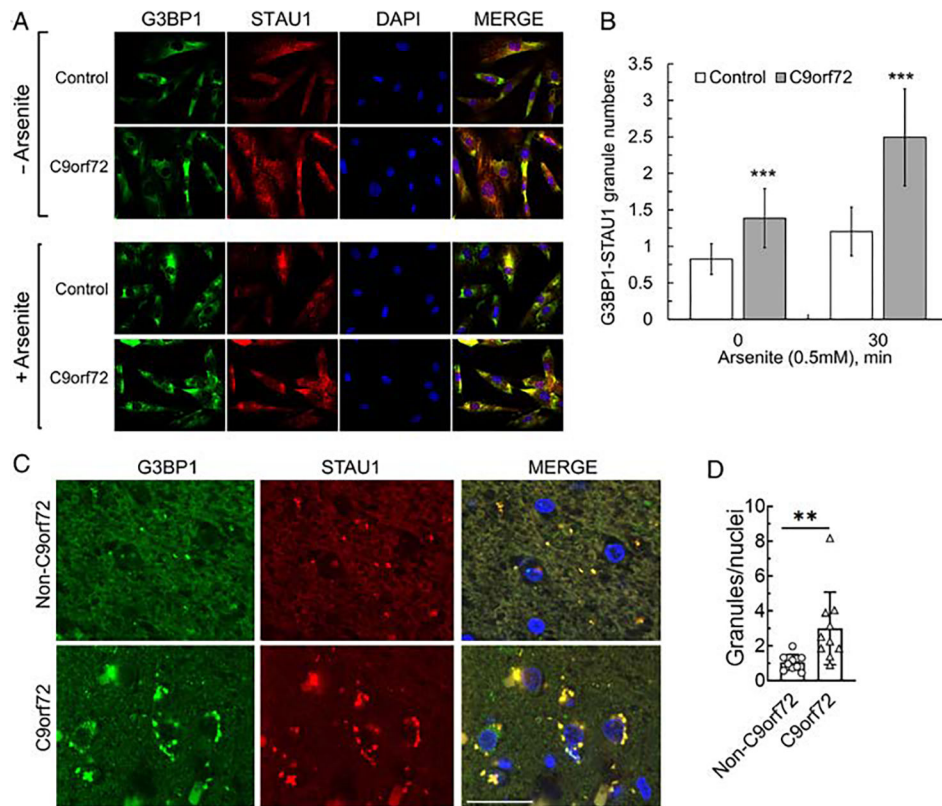 A
G3BP1 STAU1 DAPI MERGE
− Arsenite
Control
C9orf72
+ Arsenite
Control
C9orf72
B
G3BP1-STAU1 granule numbers
Control C9orf72
3.5
3
2.5
2
1.5
1
0.5
0
***
***
0 30
Arsenite (0.5mM), min
C
G3BP1 STAU1 MERGE
Non-C9orf72
C9orf72
D
Granules/nuclei
10
8
6
4
2
0
**
Non-C9orf72
C9orf72